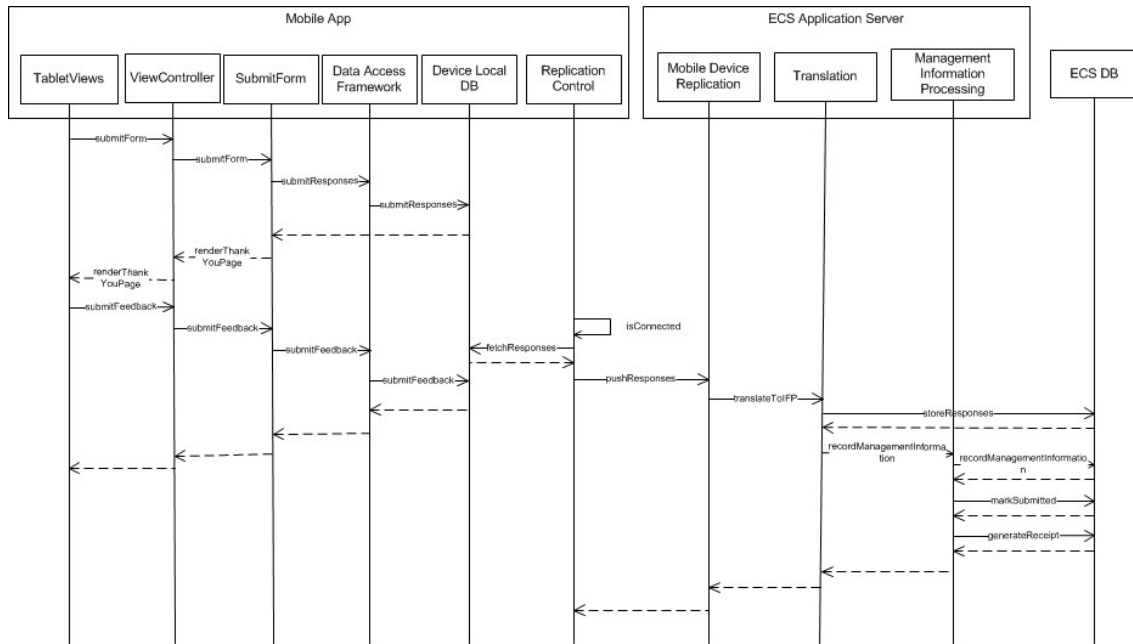 Mobile App
ECS Application Server
TabletViews
ViewController
SubmitForm
Data Access
Framework
Device Local
DB
Replication
Control
Mobile Device
Replication
Translation
Management
Information
Processing
ECS DB
submitForm
submitForm
submitResponses
submitResponses
renderThank
YouPage
renderThank
YouPage
submitFeedback
submitFeedback
isConnected
submitFeedback
fetchResponses
submitFeedback
pushResponses
translateToIFP
storeResponses
recordManagementInforma
tion
recordManagementInformatio
n
markSubmitted
generateReceipt